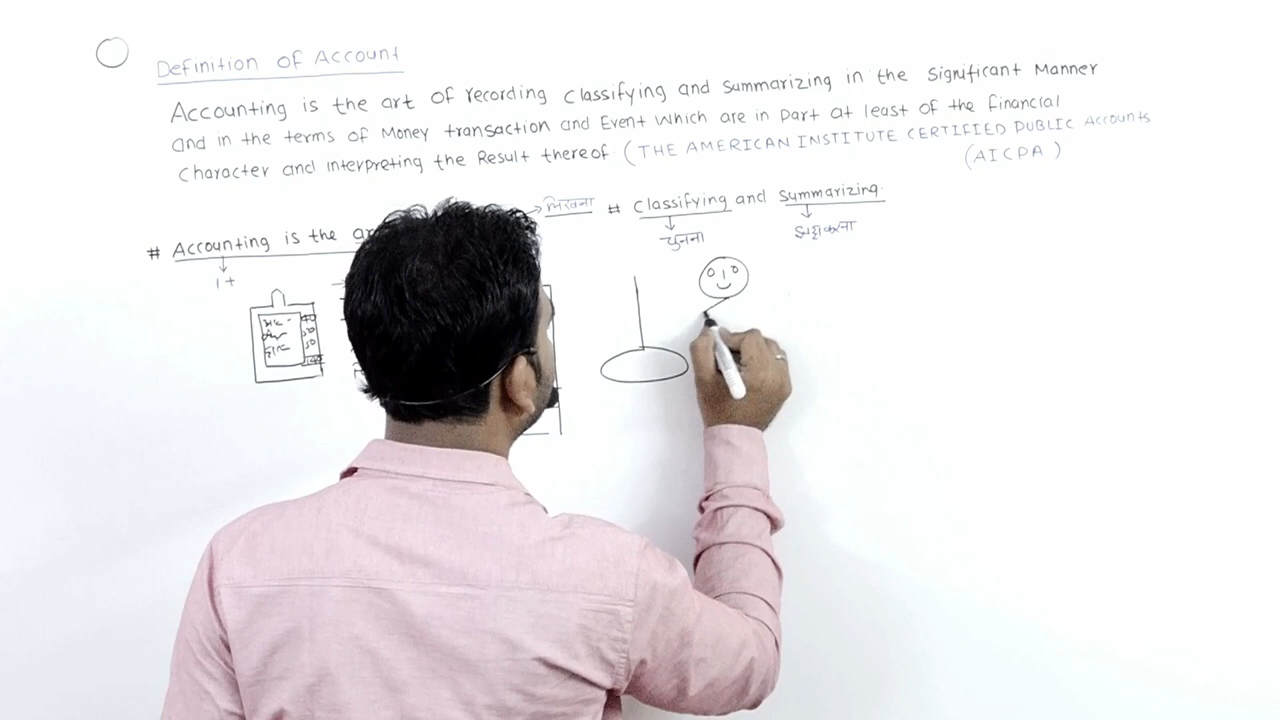 Definition of Account
Accounting is the art of recording classifying and Summarizing in the Significant Manner
and in the terms of Money transaction and Event Which are in Part at least of the financial
Character and interpreting the Result thereof (THE AMERICAN INSTITUTE CERTIFIED PUBLIC Accounts
(AICPA)
# Accounting is the लिखना # Classifying and Summarizing.
चुनना